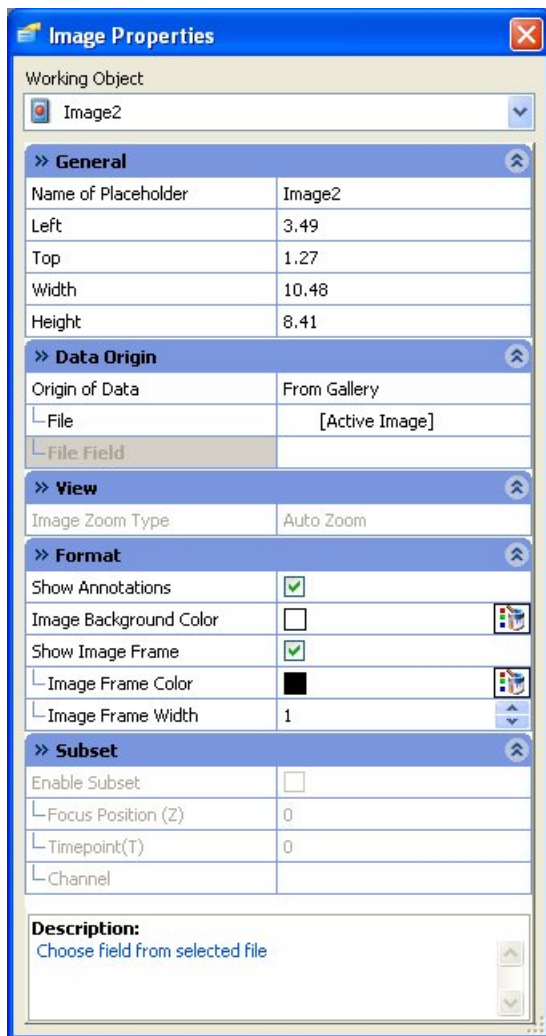 Image Properties
Working Object
Image2
» General
Name of Placeholder Image2
Left 3.49
Top 1.27
Width 10.48
Height 8.41
» Data Origin
Origin of Data From Gallery
File [Active Image]
File Field
» View
Image Zoom Type Auto Zoom
» Format
Show Annotations
Image Background Color
Show Image Frame
Image Frame Color
Image Frame Width 1
» Subset
Enable Subset
Focus Position (Z) 0
Timepoint(T) 0
Channel
Description:
Choose field from selected file